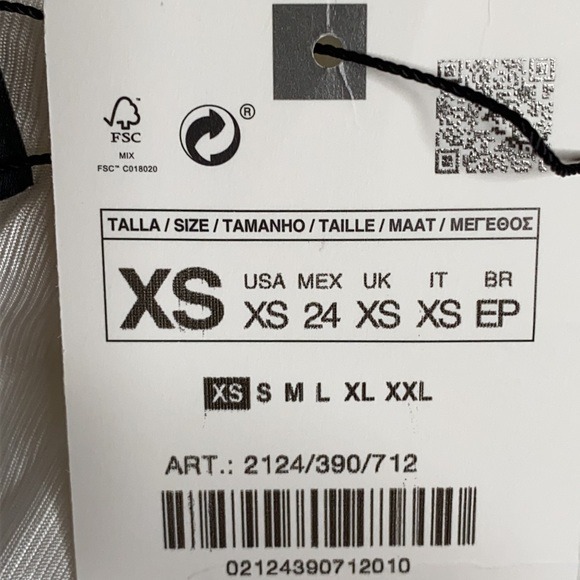 ®
FSC
MIX
FSC™ C018020
TALLA / SIZE / TAMANHO / TAILLE / MAAT / ΜΕΓΕΘΟΣ
XS USA MEX UK IT BR
XS 24 XS XS EP
XS S M L XL XXL
ART.: 2124/390/712
02124390712010